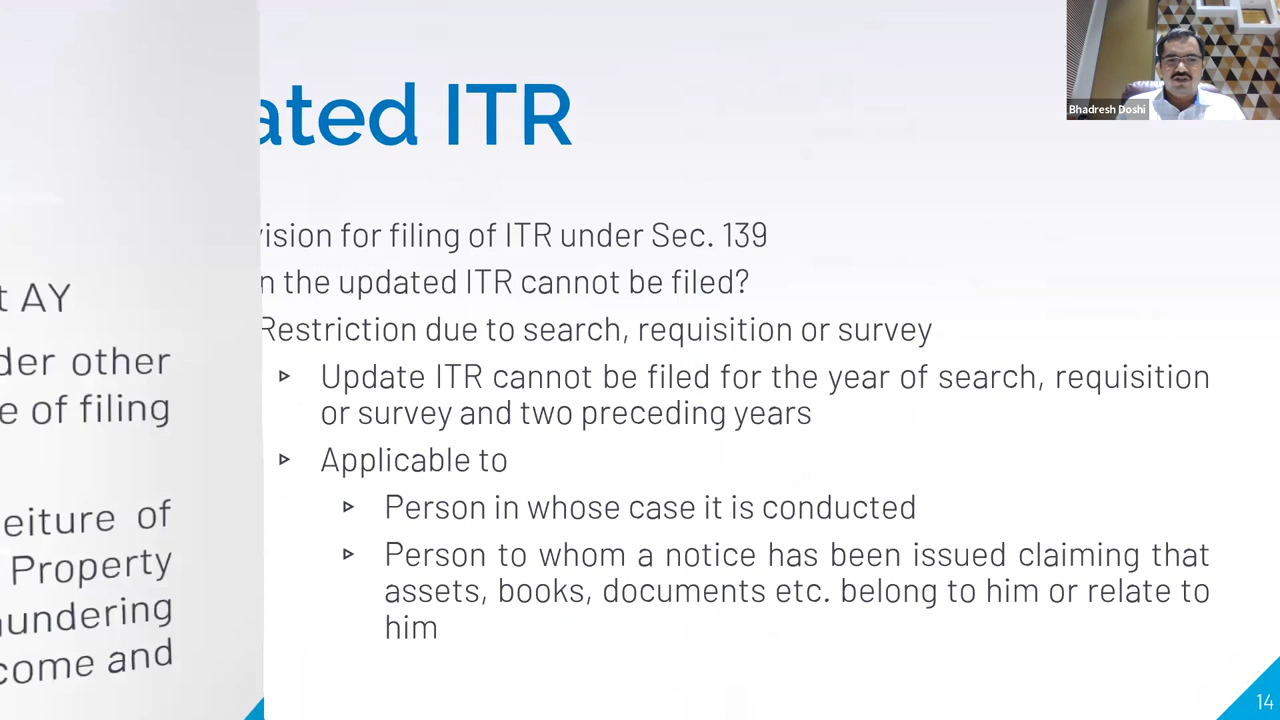 ated ITR
Bhadresh Doshi
vision for filing of ITR under Sec. 139
n the updated ITR cannot be filed?
Restriction due to search, requisition or survey
▹ Update ITR cannot be filed for the year of search, requisition
or survey and two preceding years
▹ Applicable to
▹ Person in whose case it is conducted
▹ Person to whom a notice has been issued claiming that
assets, books, documents etc. belong to him or relate to
him
t AY
der other
e of filing
eiture of
Property
aundering
come and
14